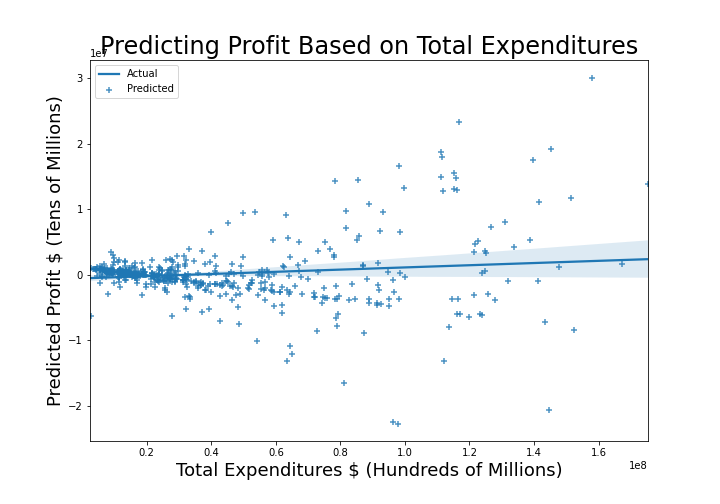 Predicting Profit Based on Total Expenditures
1e7
Actual
Predicted
3
2
1
0
−1
−2
Predicted Profit $ (Tens of Millions)
0.2 0.4 0.6 0.8 1.0 1.2 1.4 1.6
1e8
Total Expenditures $ (Hundreds of Millions)